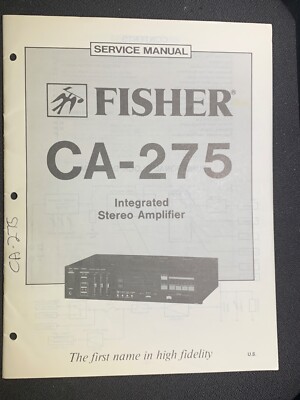 SERVICE MANUAL
FISHER®
CA-275
Integrated
Stereo Amplifier
CA-275
The first name in high fidelity
U.S.